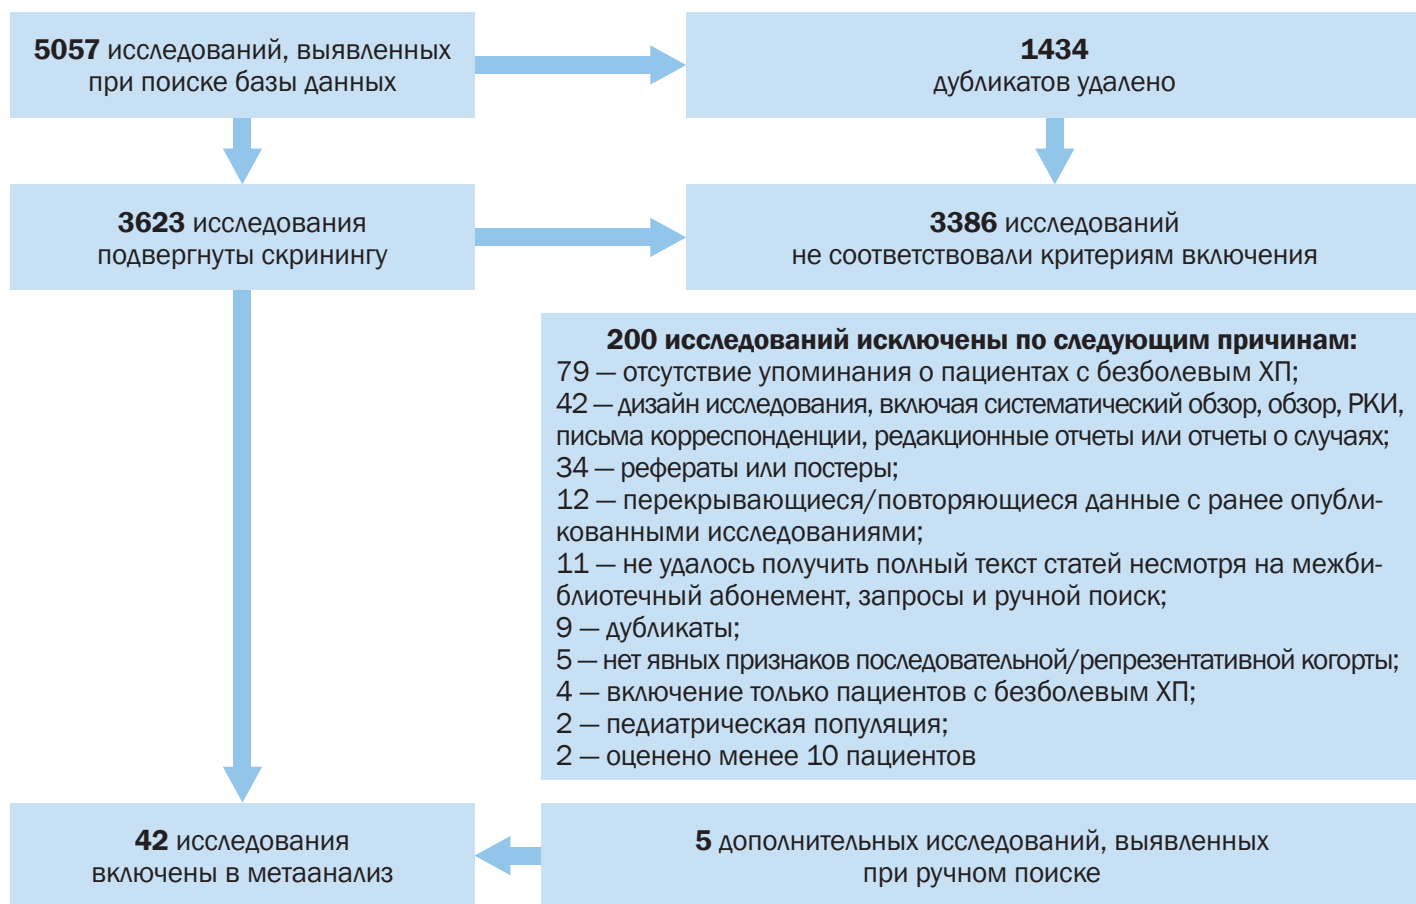 5057 исследований, выявленных
при поиске базы данных
1434
дубликатов удалено
3623 исследования
подвергнуты скринингу
3386 исследований
не соответствовали критериям включения
200 исследований исключены по следующим причинам:
79 — отсутствие упоминания о пациентах с безболевым ХП;
42 — дизайн исследования, включая систематический обзор, обзор, РКИ,
письма корреспонденции, редакционные отчеты или отчеты о случаях;
34 — рефераты или постеры;
12 — перекрывающиеся/повторяющиеся данные с ранее опубли-
кованными исследованиями;
11 — не удалось получить полный текст статей несмотря на межби-
блиотечный абонемент, запросы и ручной поиск;
9 — дубликаты;
5 — нет явных признаков последовательной/репрезентативной когорты;
4 — включение только пациентов с безболевым ХП;
2 — педиатрическая популяция;
2 — оценено менее 10 пациентов
42 исследования
включены в метаанализ
5 дополнительных исследований, выявленных
при ручном поиске